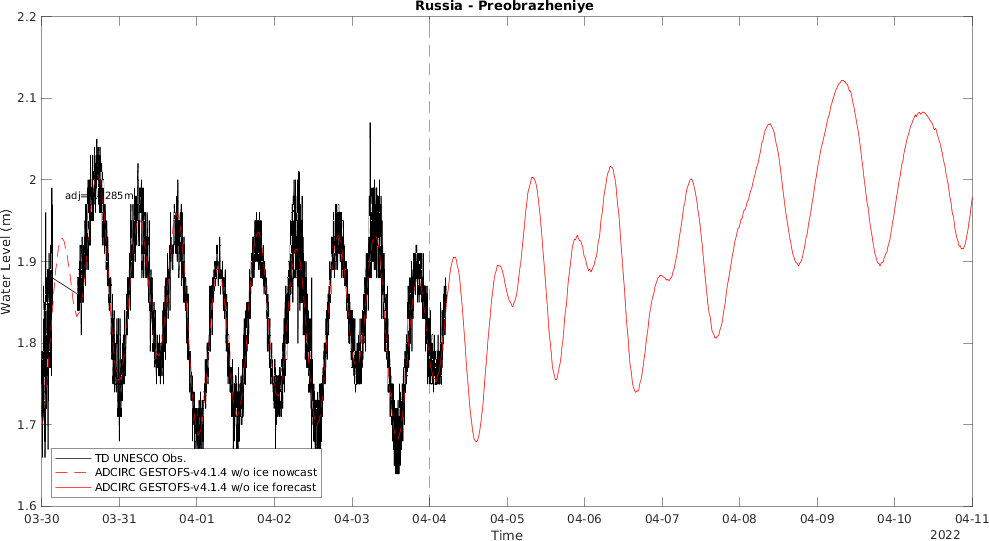 Russia - Preobrazheniye
2.2
2.1
2
1.9
1.8
1.7
1.6
Water Level (m)
285m
TD UNESCO Obs.
ADCIRC GESTOFS-v4.1.4 w/o ice nowcast
ADCIRC GESTOFS-v4.1.4 w/o ice forecast
03-30 03-31 04-01 04-02 04-03 04-04 04-05 04-06 04-07 04-08 04-09 04-10 04-11
Time
2022